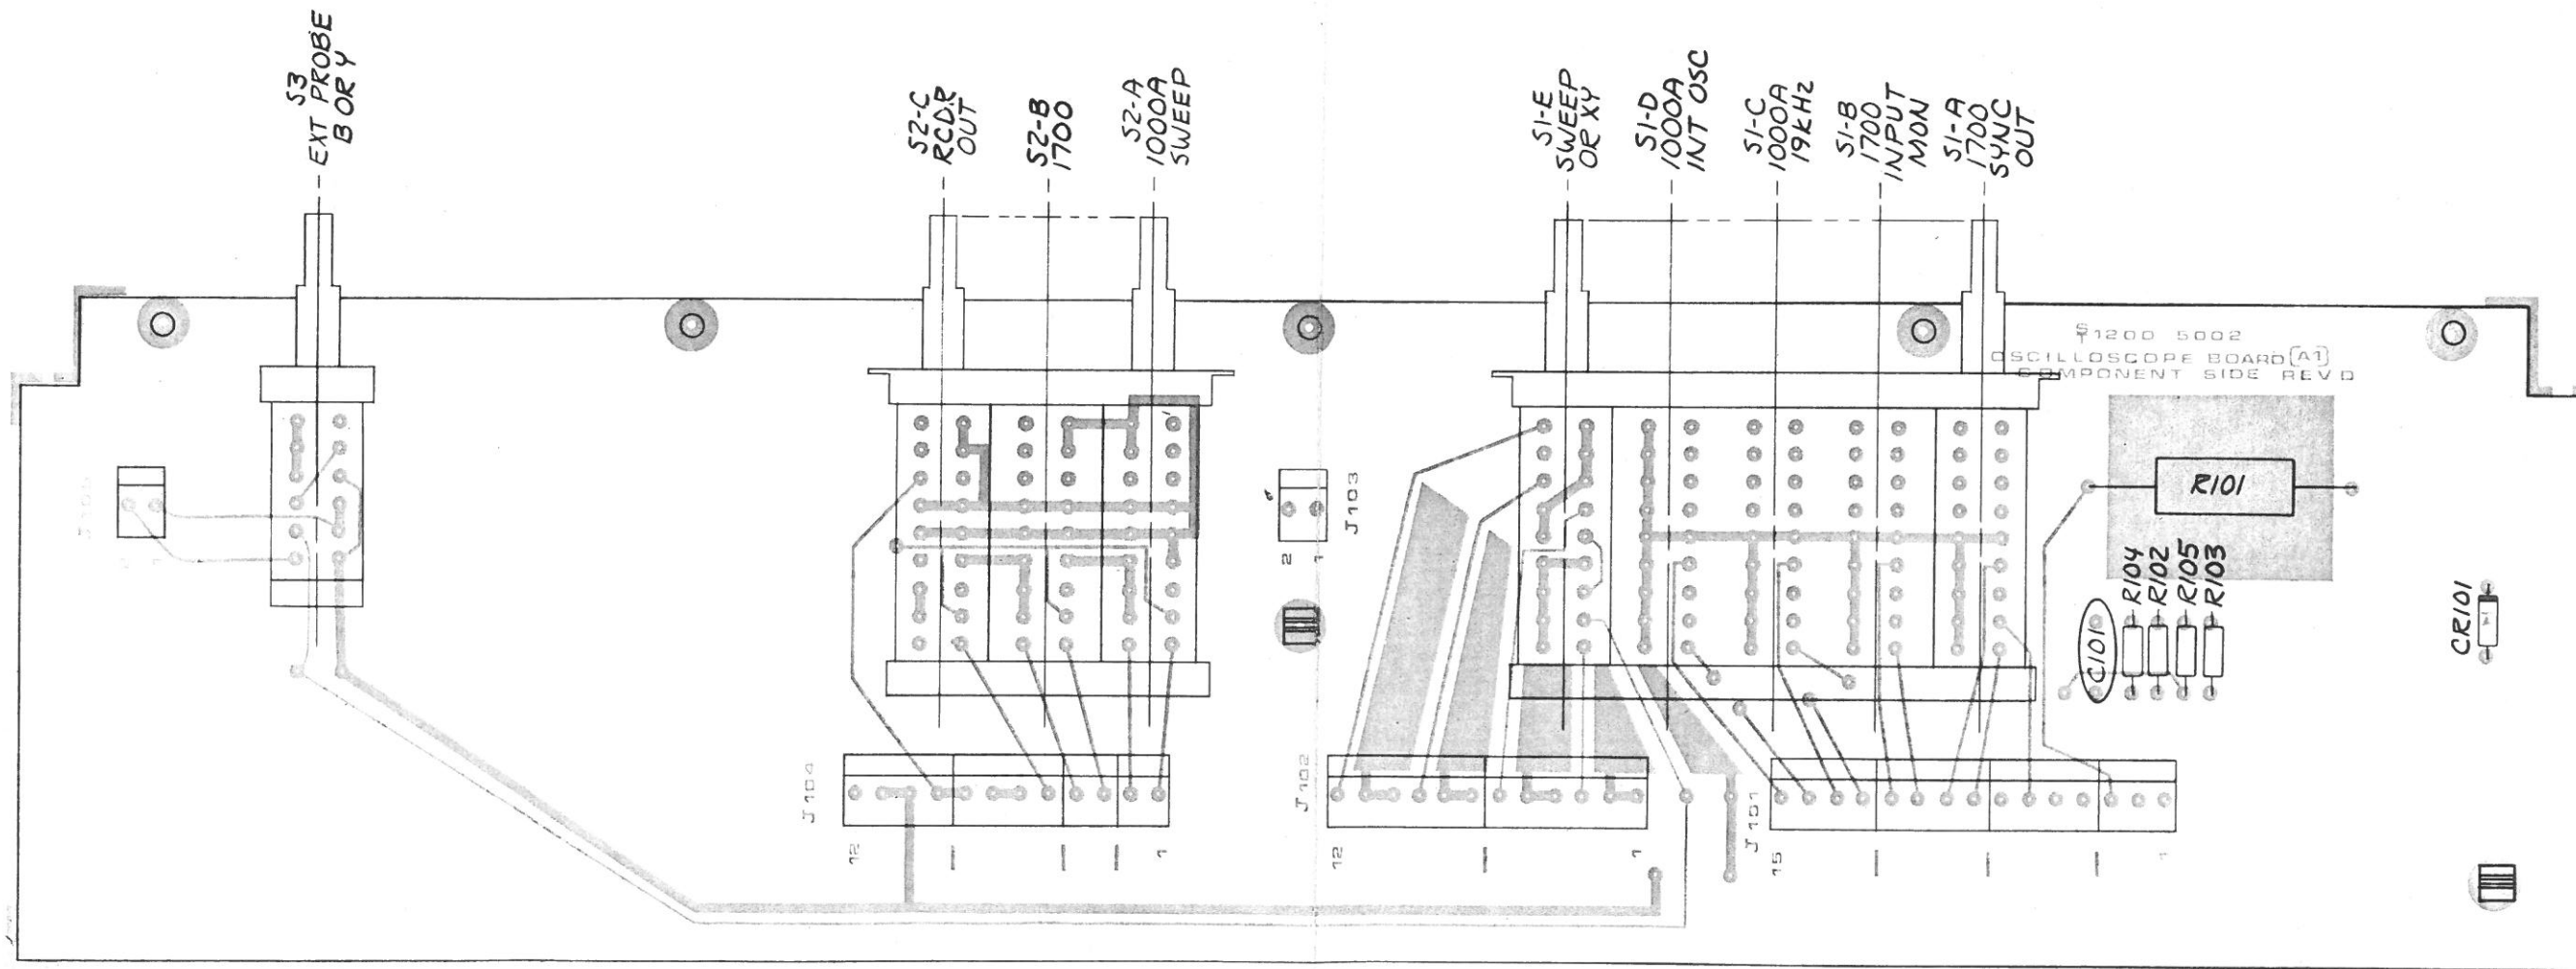 S3
EXT PROBE
B OR Y
S2-C
RCDR
OUT
S2-B
1700
S2-A
1000A
SWEEP
S1-E
SWEEP
OR XY
S1-D
1000A
INT OSC
S1-C
1000A
19KHZ
S1-B
1700
INPUT
MON
S1-A
1700
SYNC
OUT
S
T 1200 5002
OSCILLOSCOPE BOARD (A1)
COMPONENT SIDE REV D
R101
R104
R102
R105
R103
C101
CR101
J103
2
1
J104
12
1
J102
12
1
J101
15
1